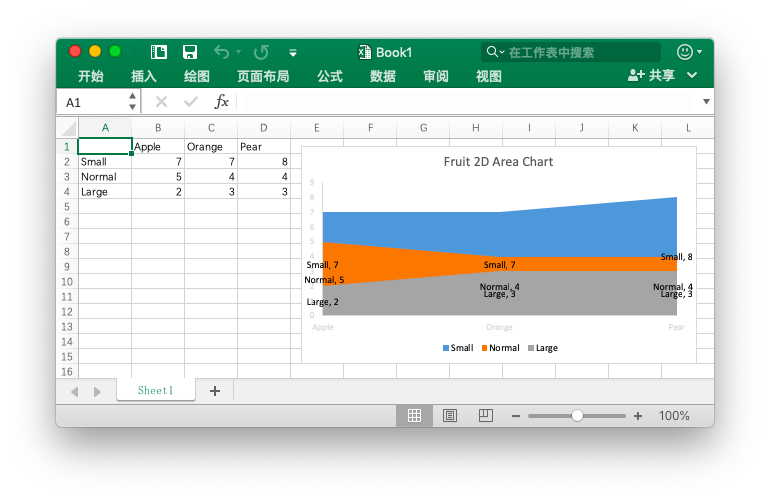 Book1
在工作表中搜索
开始 插入 绘图 页面布局 公式 数据 审阅 视图 共享
A1 fx
A B C D E F G H I J K L
1 Apple Orange Pear
2 Small 7 7 8
3 Normal 5 4 4
4 Large 2 3 3
5
6
7
8
9
10
11
12
13
14
15
16
Fruit 2D Area Chart
9
8
7
6
5
4
Small, 7 Small, 7 Small, 8
Normal, 5 Normal, 4 Normal, 4
Large, 2 Large, 3 Large, 3
0
Apple Orange Pear
Small Normal Large
Sheet1
100%